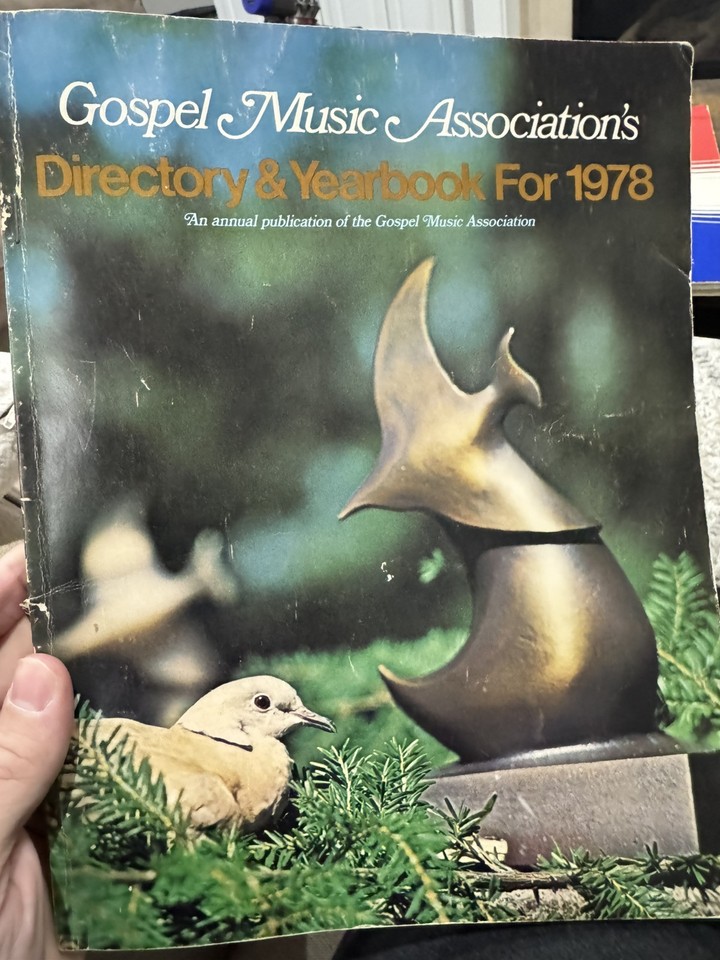 Gospel Music Association's
Directory & Yearbook For 1978
An annual publication of the Gospel Music Association